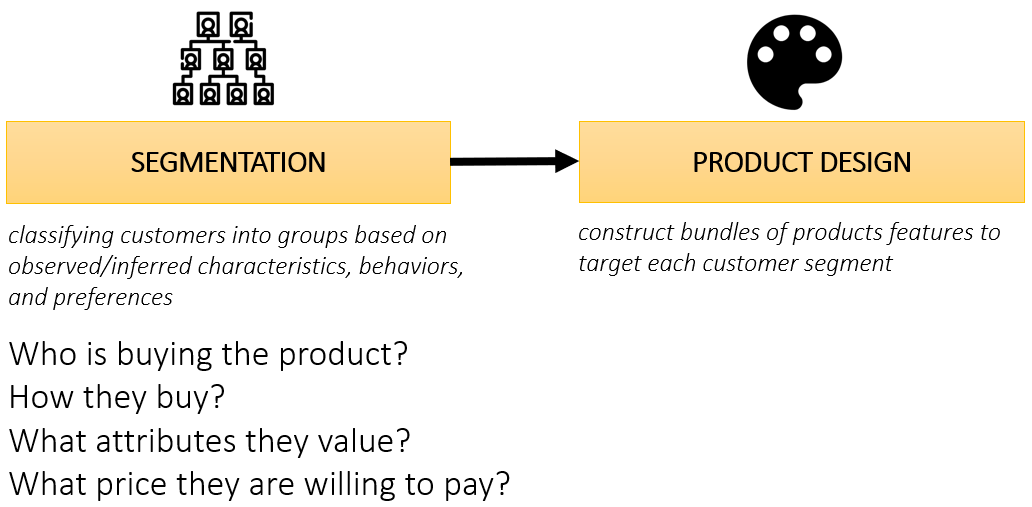 SEGMENTATION
classifying customers into groups based on
observed/inferred characteristics, behaviors,
and preferences
Who is buying the product?
How they buy?
What attributes they value?
What price they are willing to pay?
PRODUCT DESIGN
construct bundles of products features to
target each customer segment